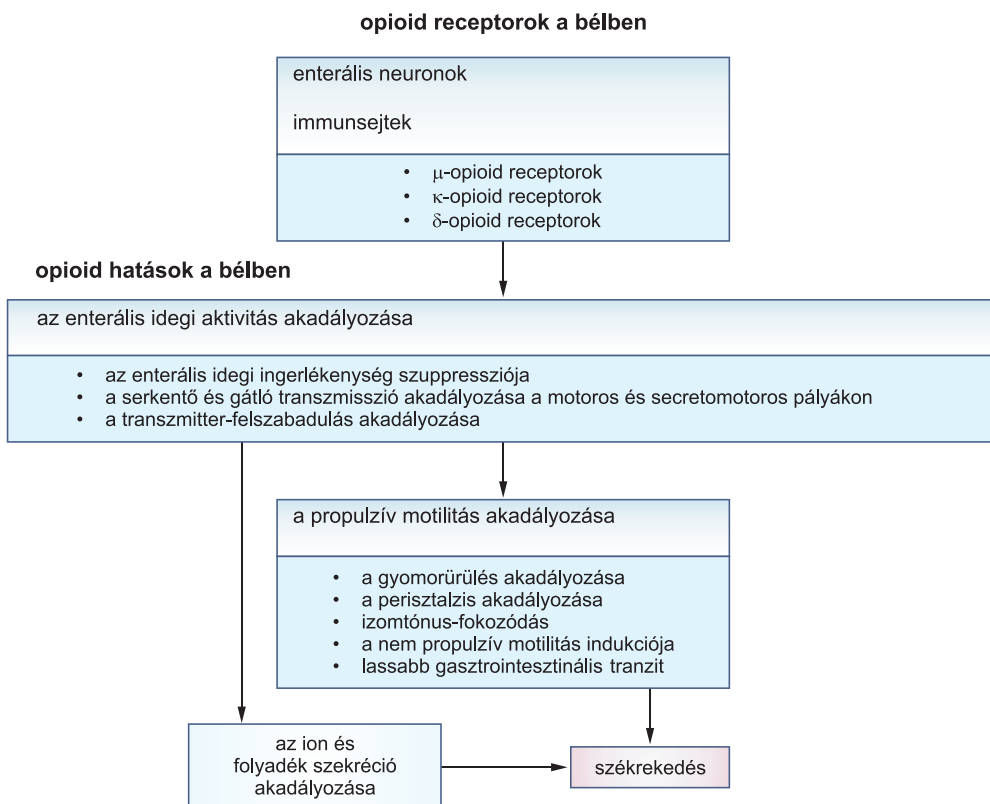 opioid receptorok a bélben
enterális neuronok
immunsejtek
• μ-opioid receptorok
• κ-opioid receptorok
• δ-opioid receptorok
opioid hatások a bélben
az enterális idegi aktivitás akadályozása
• az enterális idegi ingerlékenység szuppressziója
• a serkentő és gátló transzmisszió akadályozása a motoros és secretomotoros pályákon
• a transzmitter-felszabadulás akadályozása
a propulzív motilitás akadályozása
• a gyomorürülés akadályozása
• a perisztalzis akadályozása
• izomtónus-fokozódás
• a nem propulzív motilitás indukciója
• lassabb gasztrointesztinális tranzit
az ion és
folyadék szekréció
akadályozása
székrekedés